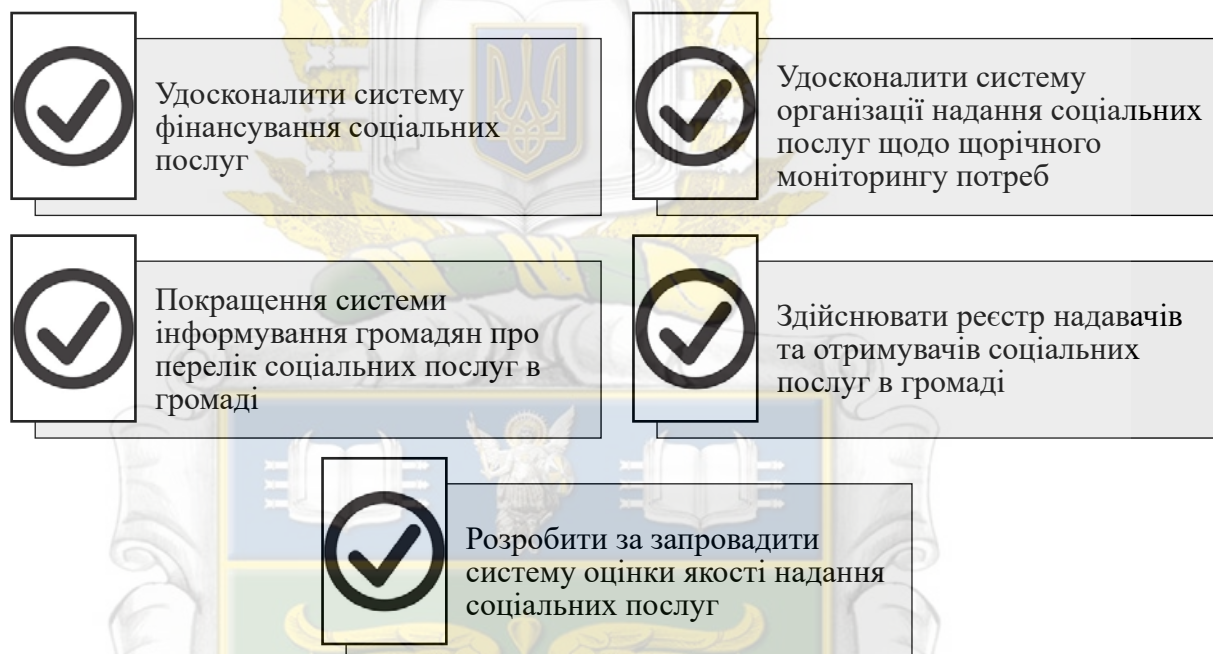 Удосконалити систему
фінансування соціальних
послуг
Удосконалити систему
організації надання соціальних
послуг щодо щорічного
моніторингу потреб
Покращення системи
інформування громадян про
перелік соціальних послуг в
громаді
Здійснювати реєстр надавачів
та отримувачів соціальних
послуг в громаді
Розробити за запровадити
систему оцінки якості надання
соціальних послуг